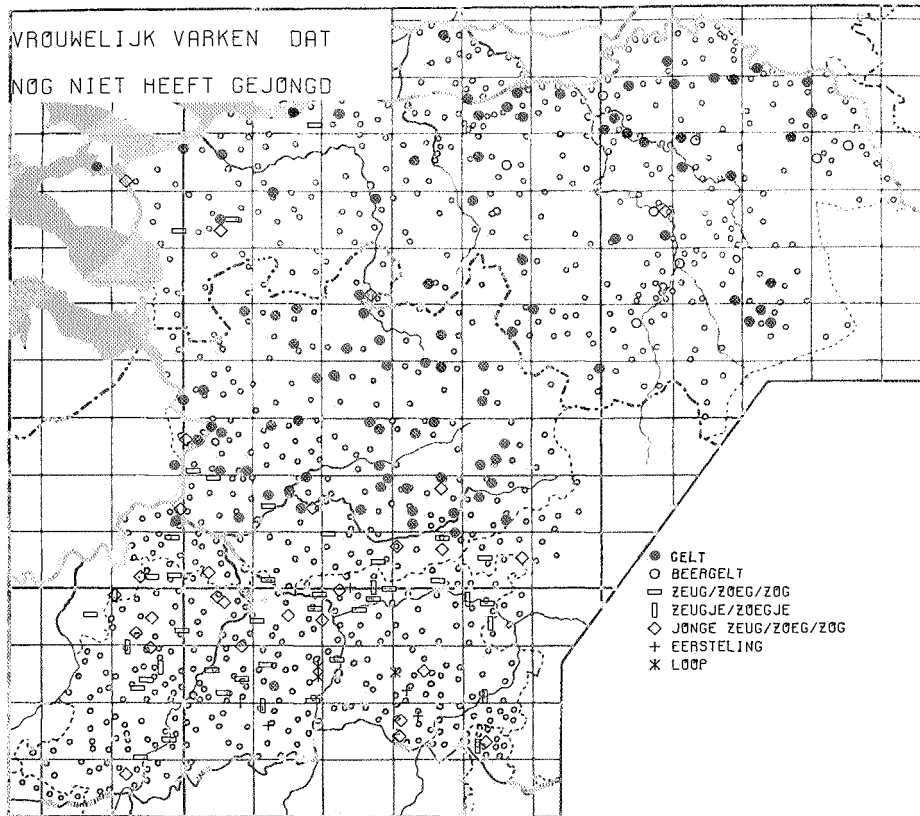 VROUWELIJK VARKEN DAT
NOG NIET HEEFT GEJONGD
GELT
BEERGELT
ZEUG/ZOEG/ZOG
ZEUGJE/ZOEGJE
JONGE ZEUG/ZOEG/ZOG
EERSTELING
LOOP